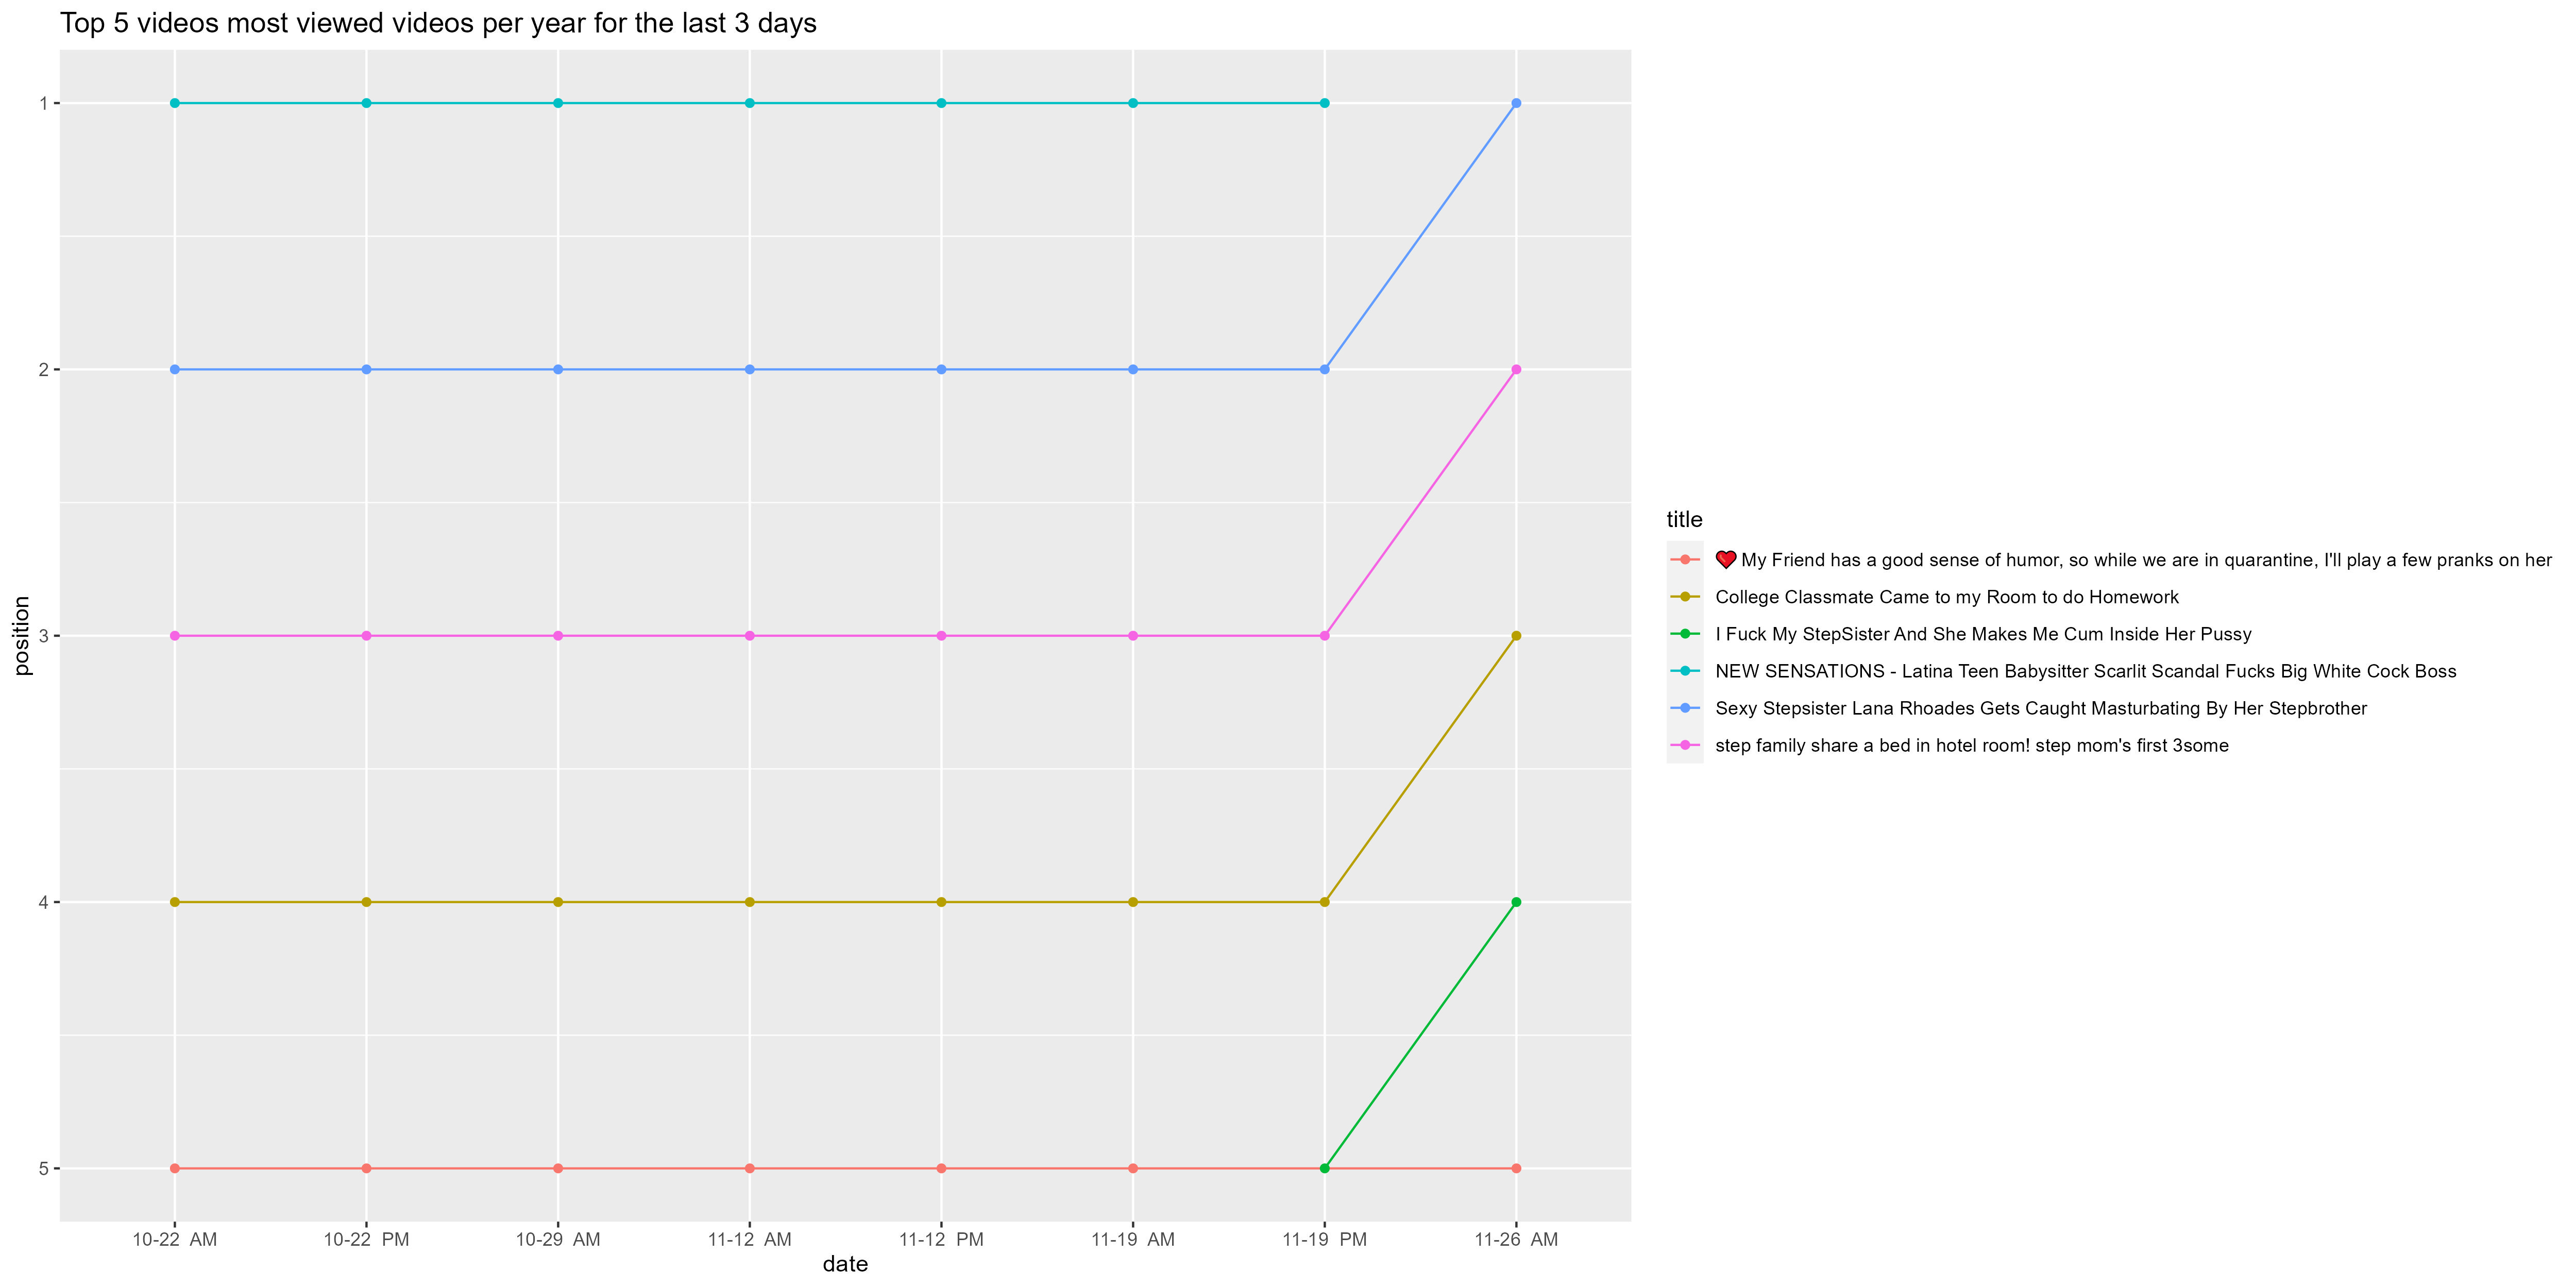 Top 5 videos most viewed videos per year for the last 3 days
position
1
2
3
4
5
10-22 AM
10-22 PM
10-29 AM
11-12 AM
11-12 PM
11-19 AM
11-19 PM
11-26 AM
date
title
❤ My Friend has a good sense of humor, so while we are in quarantine, I'll play a few pranks on her
College Classmate Came to my Room to do Homework
I Fuck My StepSister And She Makes Me Cum Inside Her Pussy
NEW SENSATIONS - Latina Teen Babysitter Scarlit Scandal Fucks Big White Cock Boss
Sexy Stepsister Lana Rhoades Gets Caught Masturbating By Her Stepbrother
step family share a bed in hotel room! step mom's first 3some